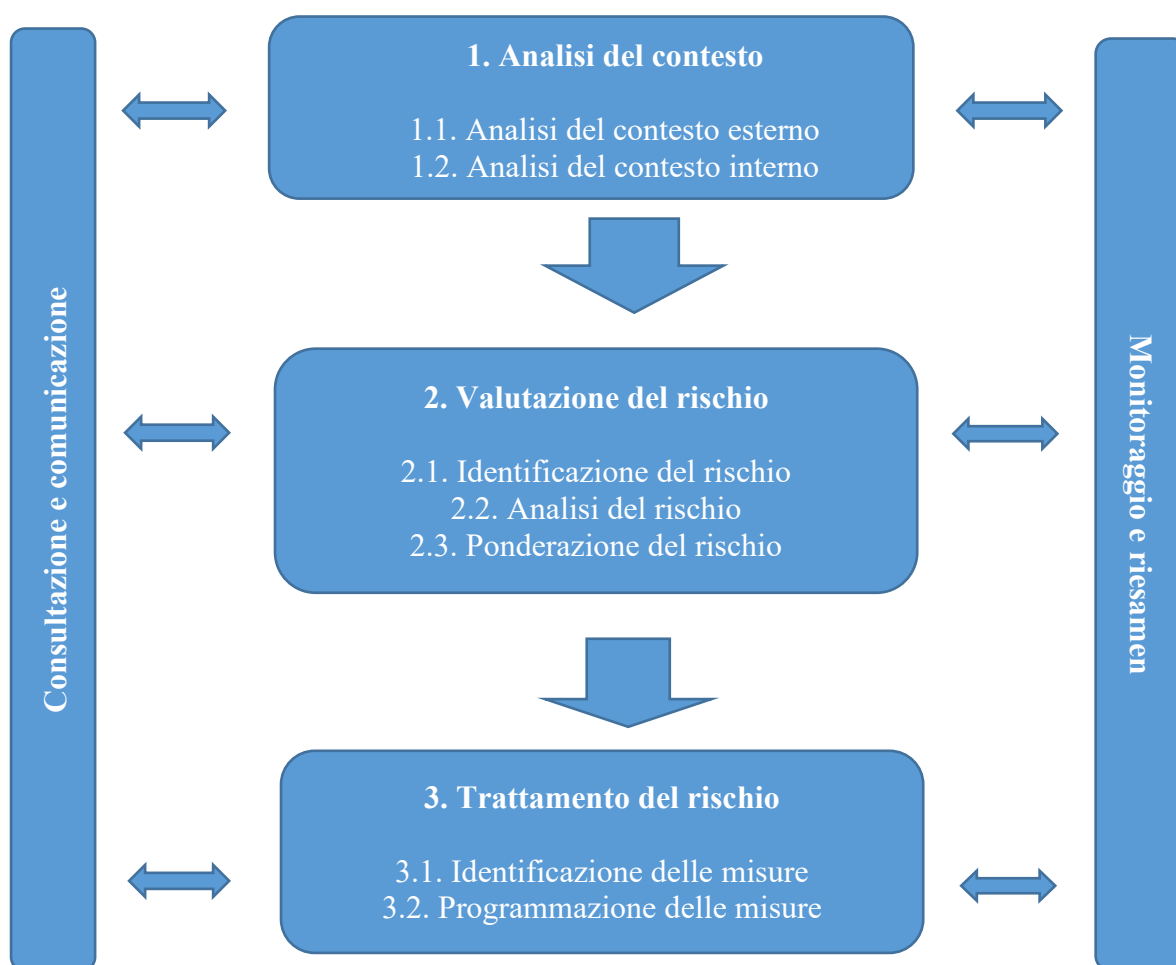 Consultazione e comunicazione
1. Analisi del contesto
1.1. Analisi del contesto esterno
1.2. Analisi del contesto interno
2. Valutazione del rischio
2.1. Identificazione del rischio
2.2. Analisi del rischio
2.3. Ponderazione del rischio
3. Trattamento del rischio
3.1. Identificazione delle misure
3.2. Programmazione delle misure
Monitoraggio e riesamen